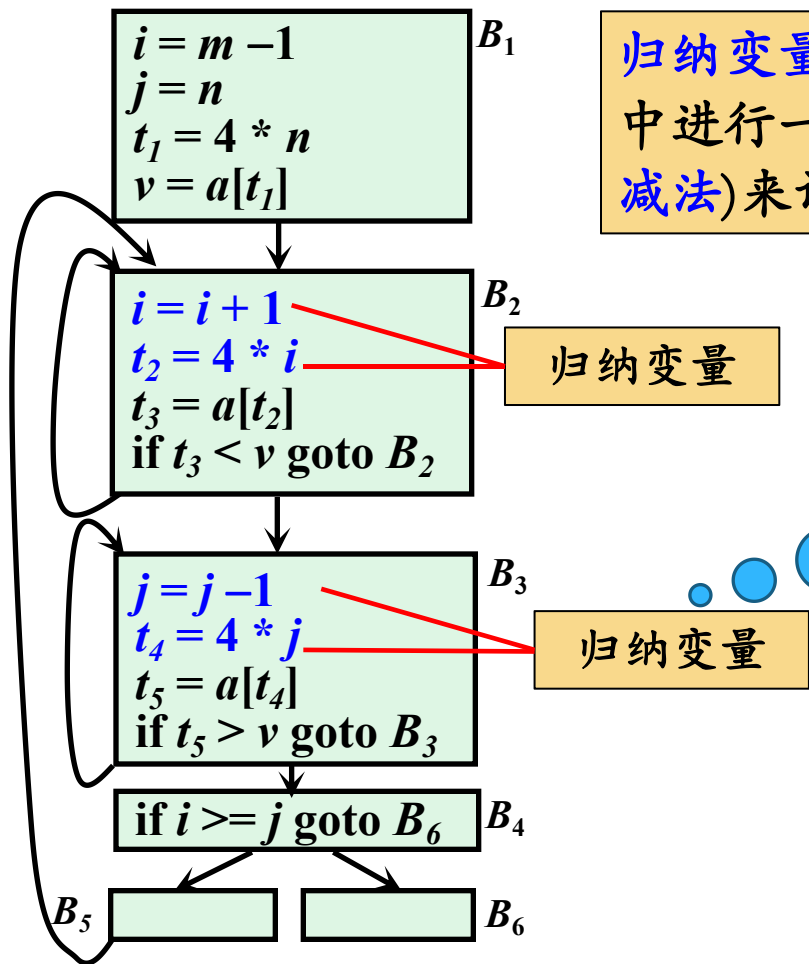 i = m –1
j = n
t₁ = 4 * n
v = a[t₁]
B₁
归纳变量
中进行一
减法)来
i = i + 1
t₂ = 4 * i
t₃ = a[t₂]
if t₃ < v goto B₂
B₂
归纳变量
j = j –1
t₄ = 4 * j
t₅ = a[t₄]
if t₅ > v goto B₃
B₃
归纳变量
if i >= j goto B₆
B₄
B₅
B₆